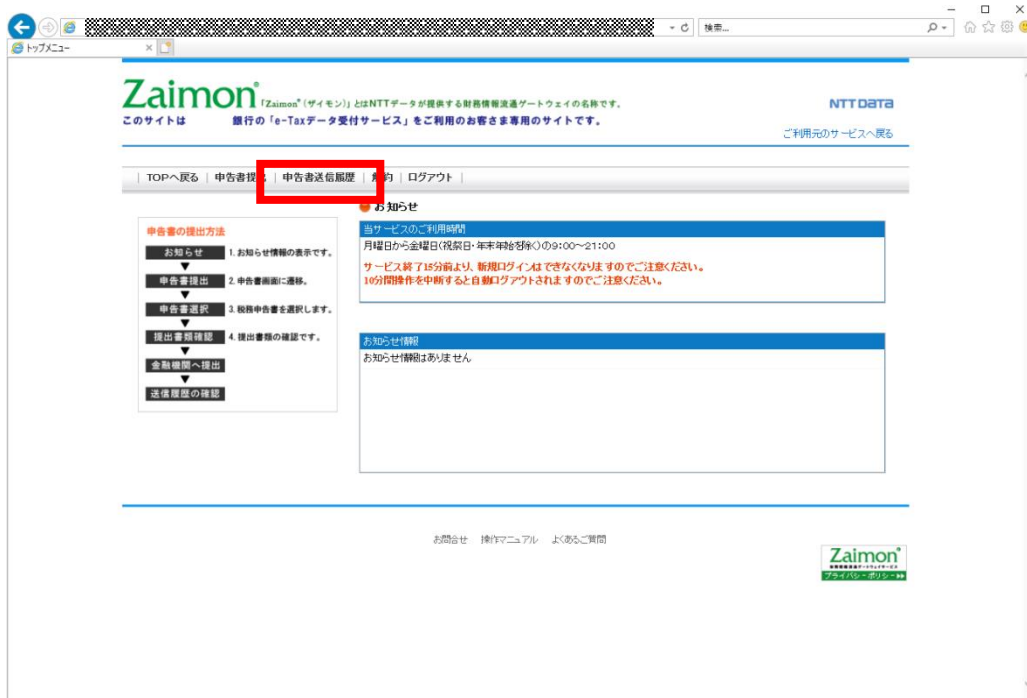 検索...
トップメニュー
Zaimon®
「Zaimon®(ザイモン)」とはNTTデータが提供する財務情報流通ゲートウェイの名称です。
NTT DATA
このサイトは 銀行の「e-Taxデータ受付サービス」をご利用のお客さま専用のサイトです。
ご利用元のサービスへ戻る
| TOPへ戻る | 申告書提出 | 申告書送信履歴 | 解約 | ログアウト |
お知らせ
申告書の提出方法
お知らせ 1. お知らせ情報の表示です。
申告書提出 2. 申告書画面に遷移。
申告書選択 3. 税務申告書を選択します。
提出書類確認 4. 提出書類の確認です。
金融機関へ提出
送信履歴の確認
当サービスのご利用時間
月曜日から金曜日(祝祭日・年末年始を除く)の9:00~21:00
サービス終了15分前より、新規ログインはできなくなりますのでご注意ください。
10分間操作を中断すると自動ログアウトされますのでご注意ください。
お知らせ情報
お知らせ情報はありません
お問合せ 操作マニュアル よくあるご質問
Zaimon®
プライバシーポリシー